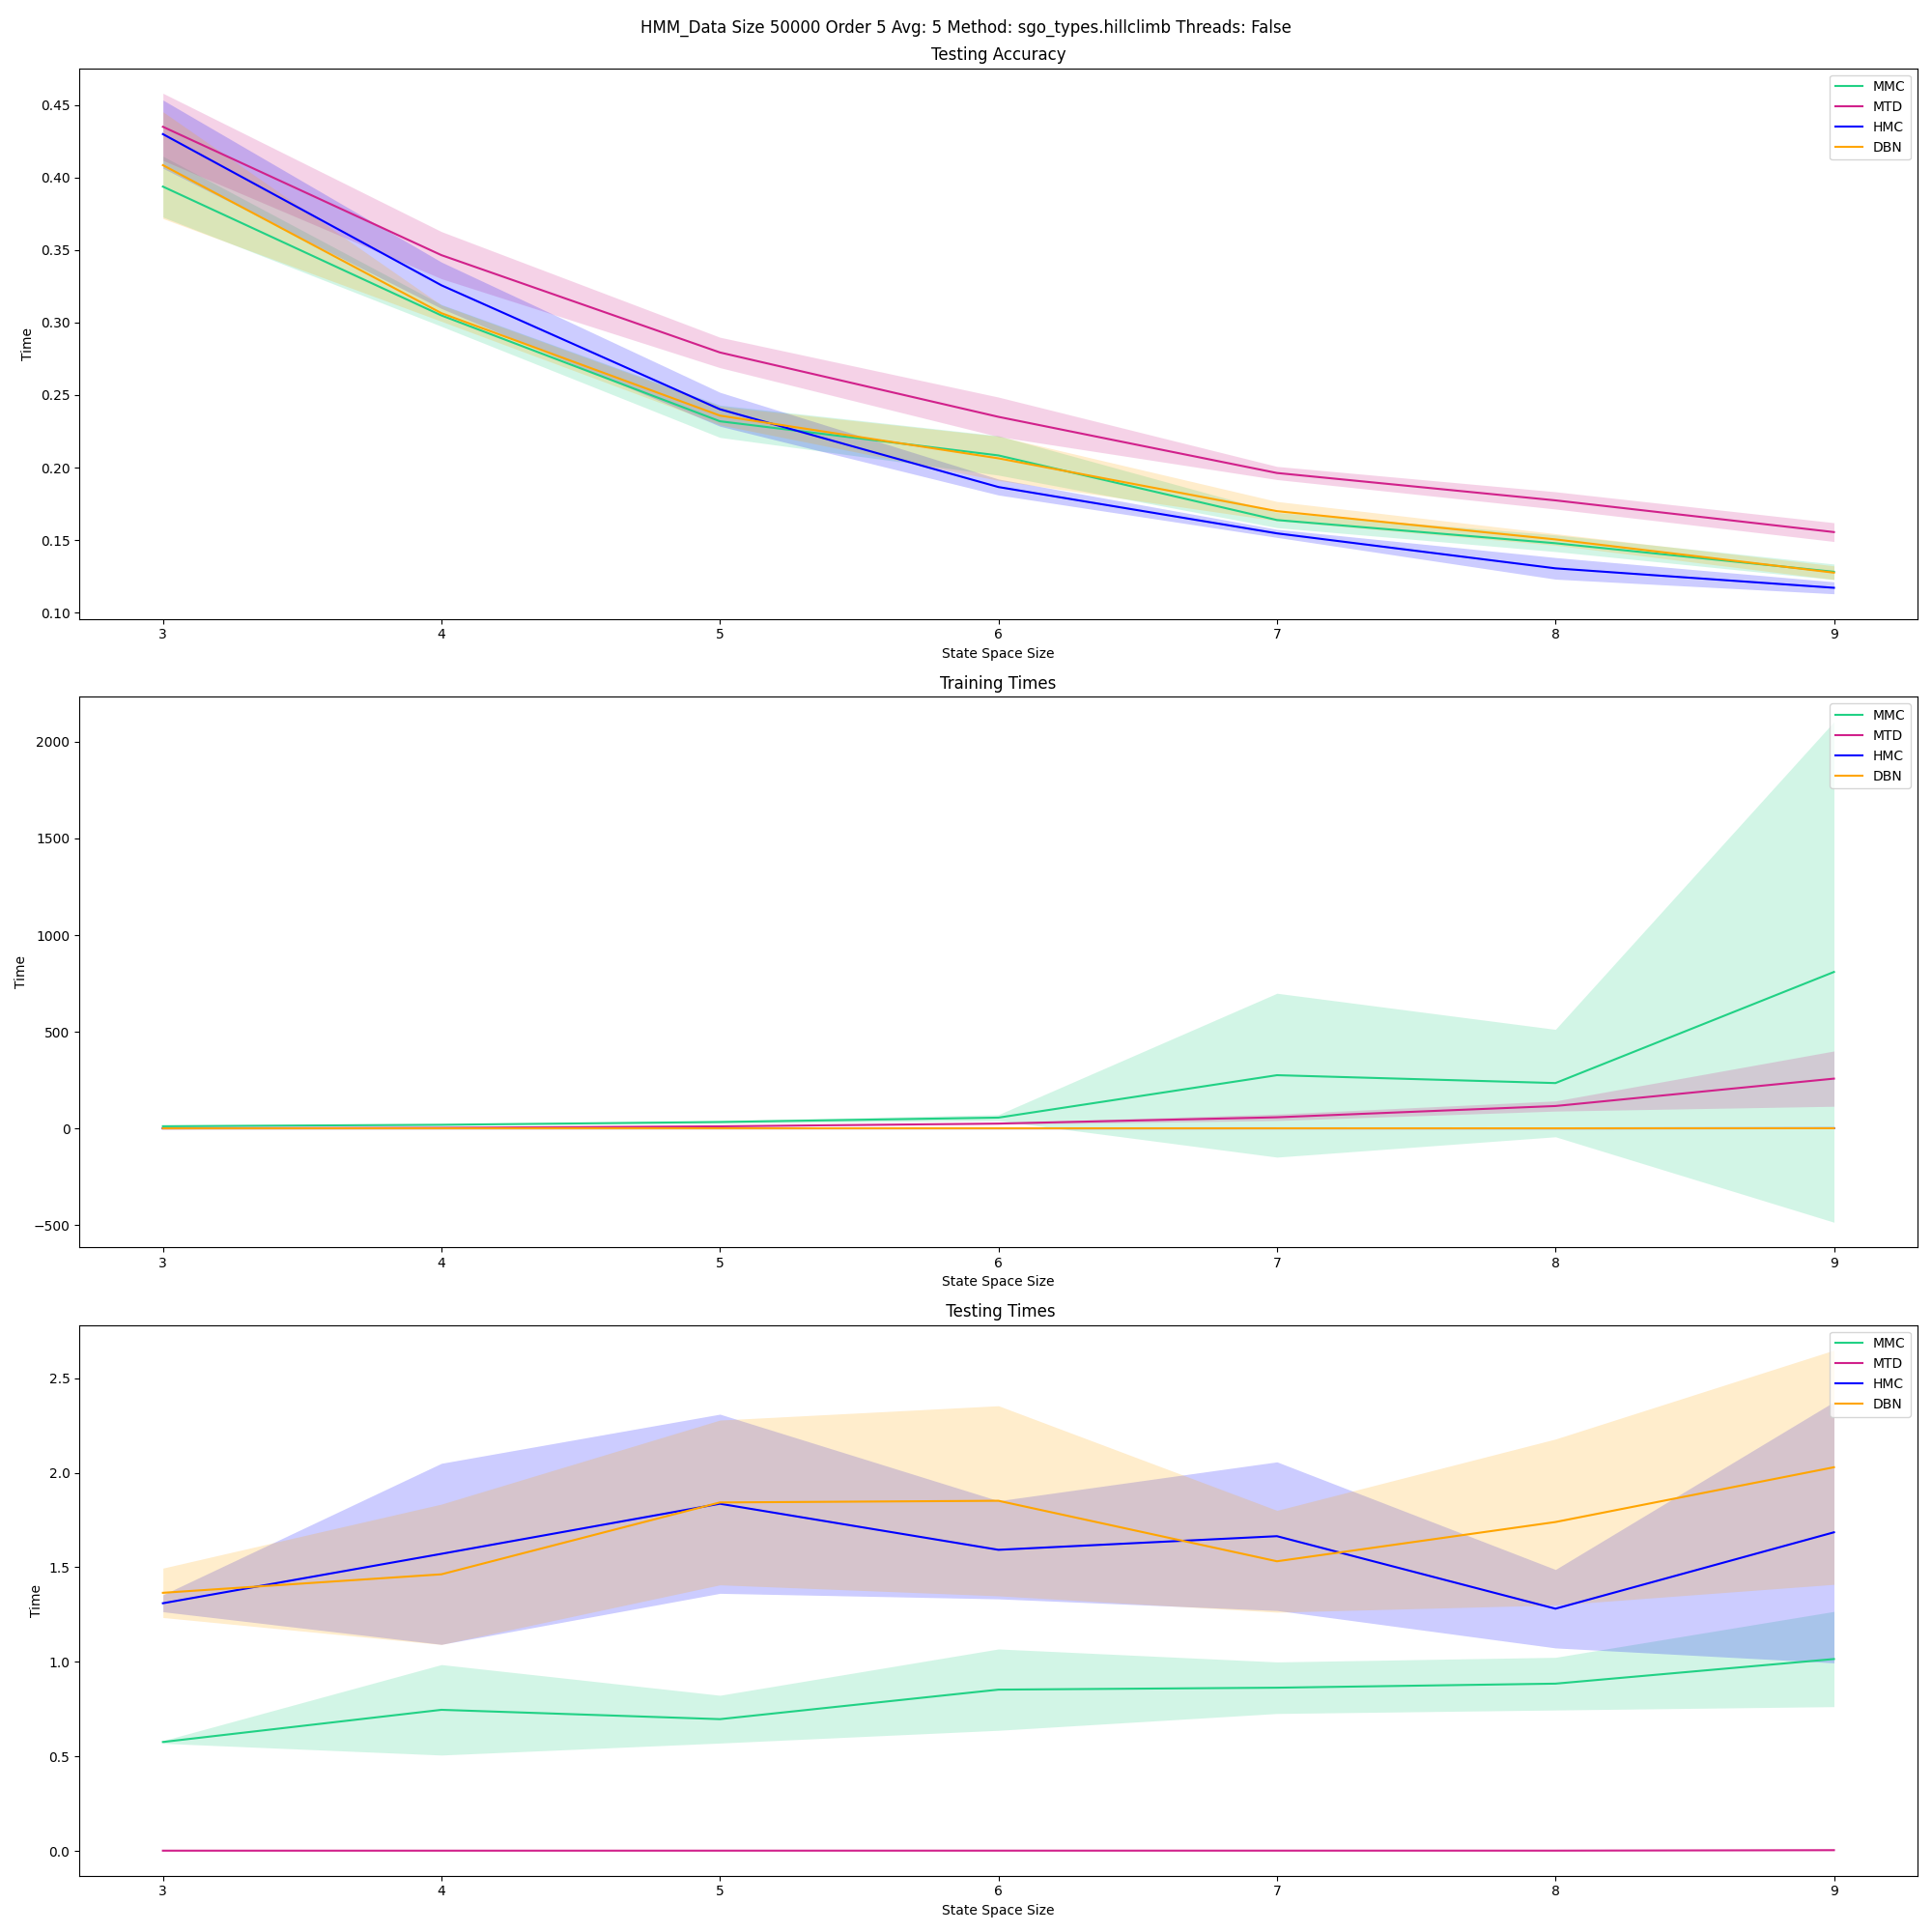 HMM_Data Size 50000 Order 5 Avg: 5 Method: sgo_types.hillclimb Threads: False
Testing Accuracy
MMC
MTD
HMC
DBN
0.45
0.40
0.35
0.30
0.25
0.20
0.15
0.10
Time
3 4 5 6 7 8 9
State Space Size
Training Times
MMC
MTD
HMC
DBN
2000
1500
1000
500
0
−500
Time
3 4 5 6 7 8 9
State Space Size
Testing Times
MMC
MTD
HMC
DBN
2.5
2.0
1.5
1.0
0.5
0.0
Time
3 4 5 6 7 8 9
State Space Size